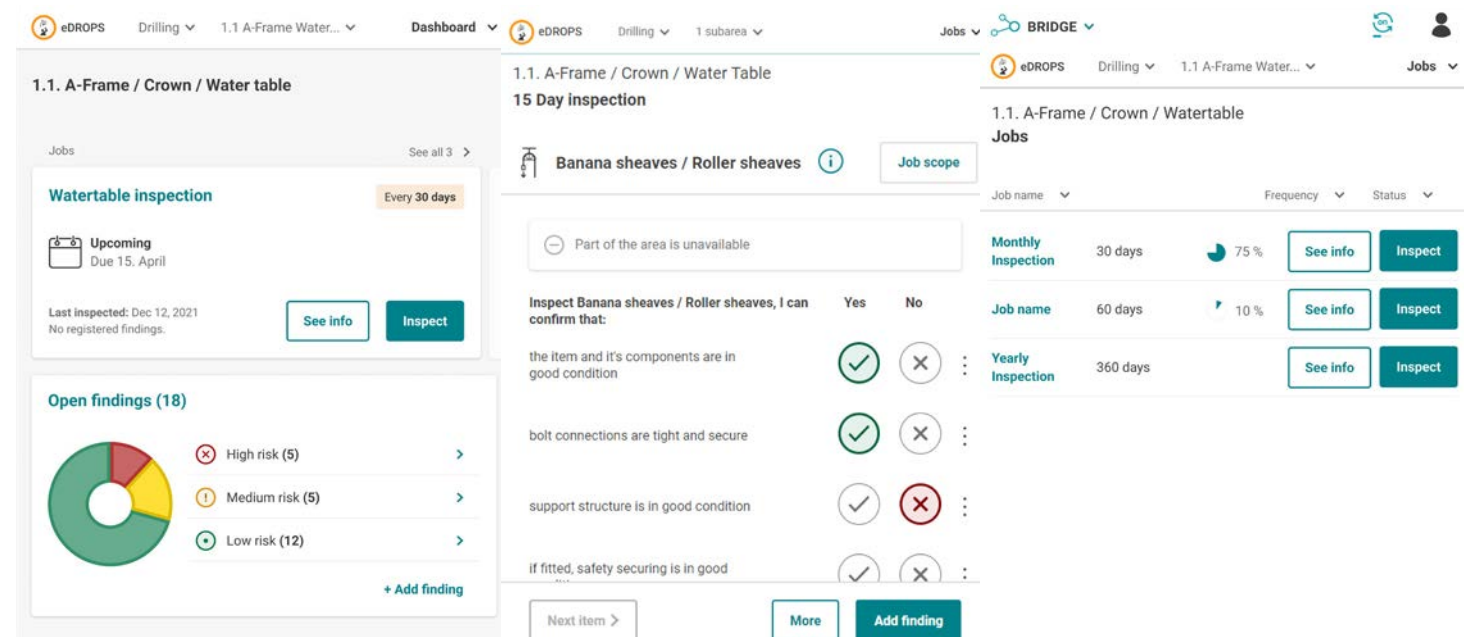 eDROPS Drilling 1.1 A-Frame Water... Dashboard
1.1. A-Frame / Crown / Water table
Jobs See all 3
Watertable inspection Every 30 days
Upcoming
Due 15. April
Last inspected: Dec 12, 2021
No registered findings.
See info Inspect
Open findings (18)
High risk (5)
Medium risk (5)
Low risk (12)
+ Add finding
eDROPS Drilling 1 subarea Jobs
1.1. A-Frame / Crown / Water Table
15 Day inspection
Banana sheaves / Roller sheaves i Job scope
Part of the area is unavailable
Inspect Banana sheaves / Roller sheaves, I can Yes No
confirm that:
the item and it's components are in
good condition
bolt connections are tight and secure
support structure is in good condition
if fitted, safety securing is in good
Next item > More Add finding
BRIDGE on
eDROPS Drilling 1.1 A-Frame Water... Jobs
1.1. A-Frame / Crown / Watertable
Jobs
Job name Frequency Status
Monthly
Inspection 30 days 75 % See info Inspect
Job name 60 days 10 % See info Inspect
Yearly
Inspection 360 days See info Inspect